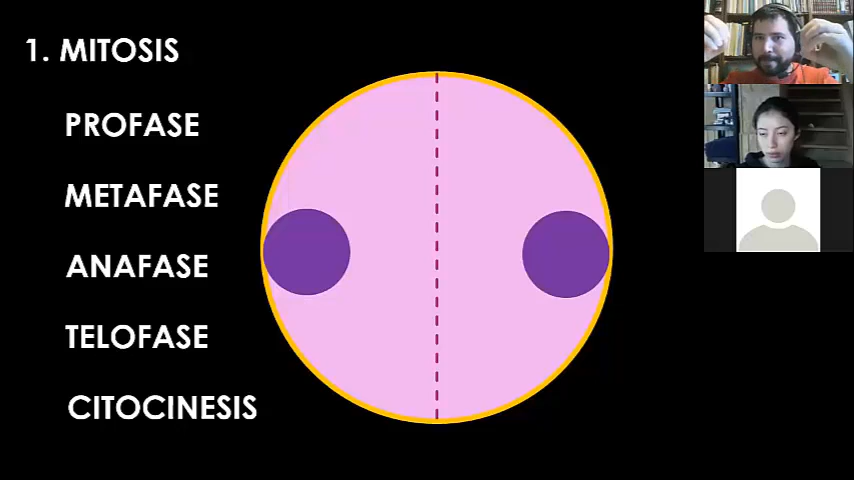 1. MITOSIS
PROFASE
METAFASE
ANAFASE
TELOFASE
CITOCINESIS